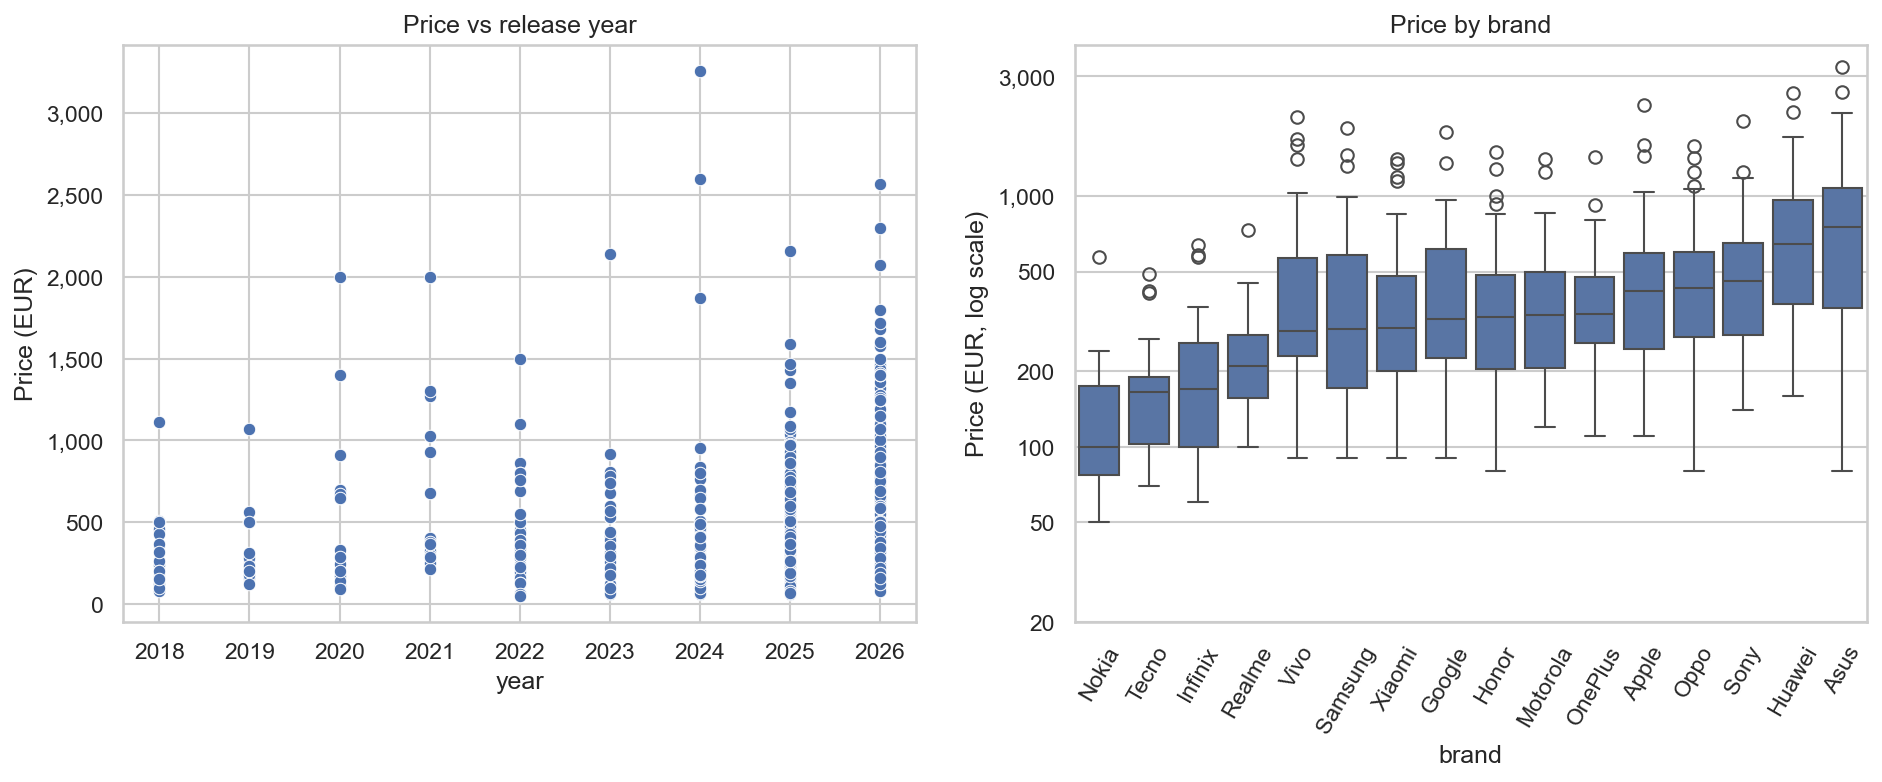 Price vs release year
Price (EUR)
3,000
2,500
2,000
1,500
1,000
500
0
2018 2019 2020 2021 2022 2023 2024 2025 2026
year
Price by brand
Price (EUR, log scale)
3,000
1,000
500
200
100
50
20
Nokia Tecno Infinix Realme Vivo Samsung Xiaomi Google Honor Motorola OnePlus Apple Oppo Sony Huawei Asus
brand